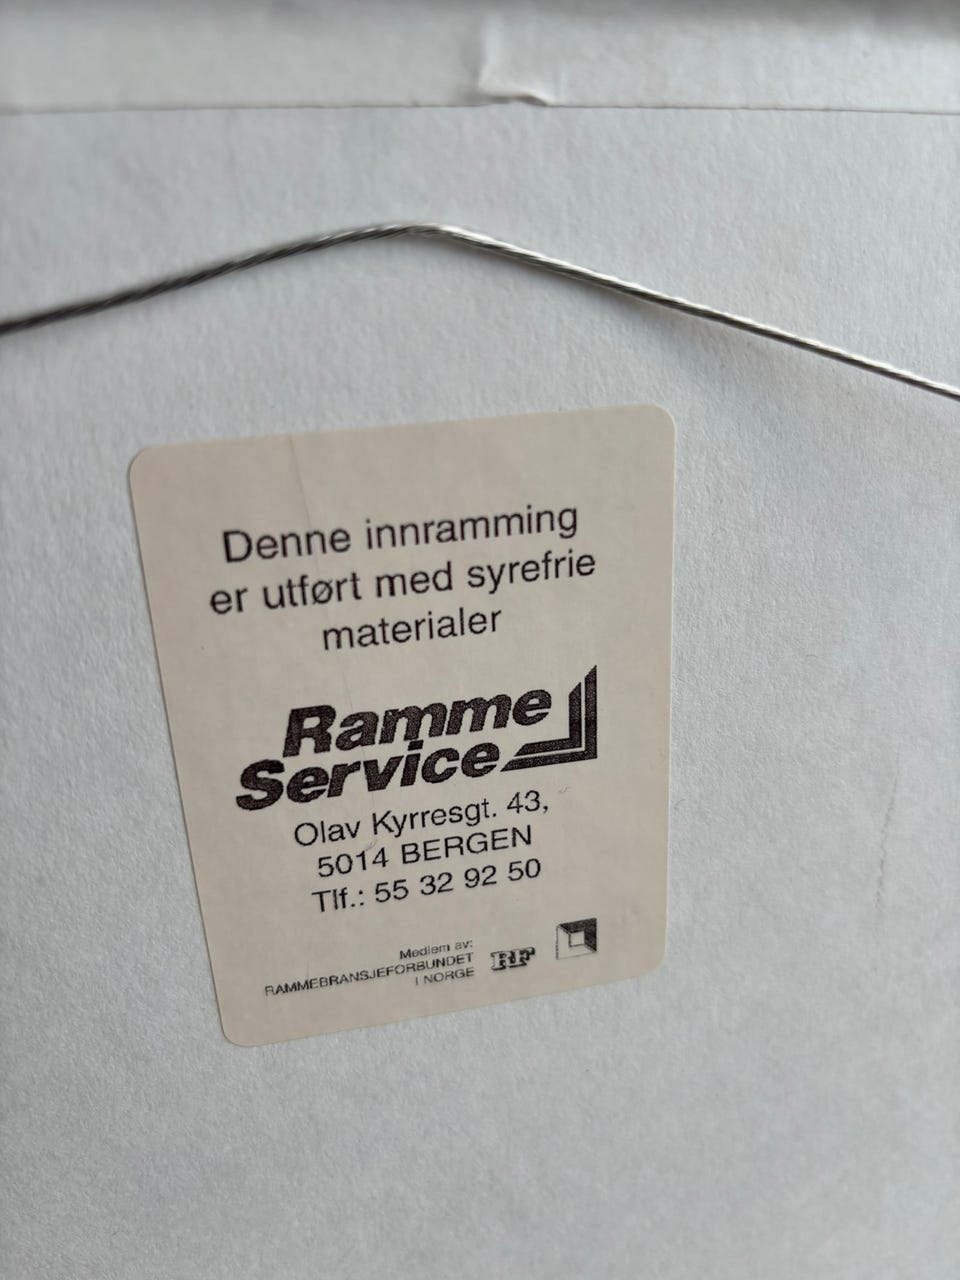 Denne innramming
er utført med syrefrie
materialer
Ramme
Service
Olav Kyrresgt. 43,
5014 BERGEN
Tlf.: 55 32 92 50
Medlem av:
RAMMEBRANSJEFORBUNDET
I NORGE
RF